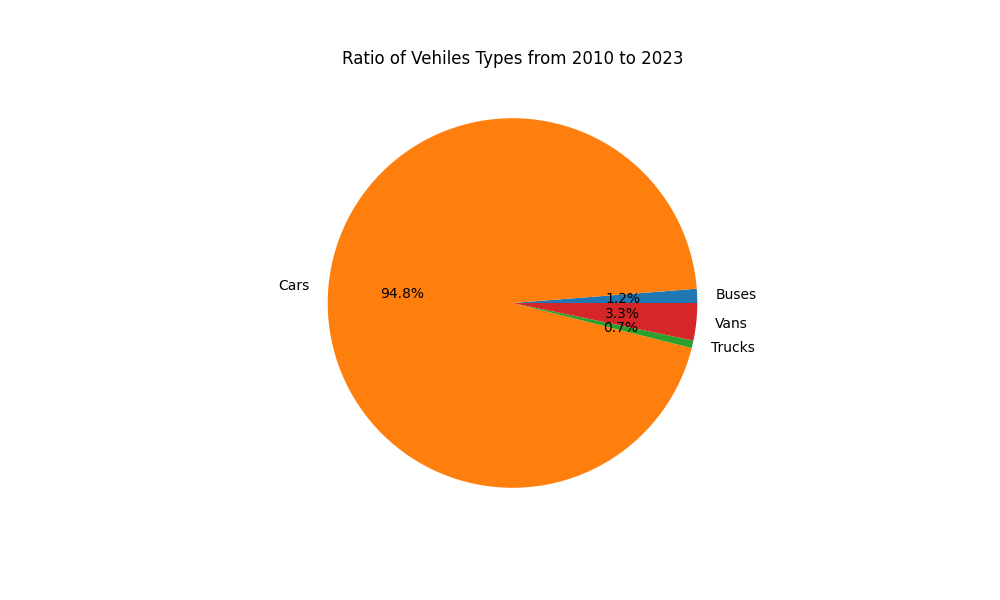 Ratio of Vehiles Types from 2010 to 2023
Cars
94.8%
1.2%
Buses
3.3%
Vans
0.7%
Trucks